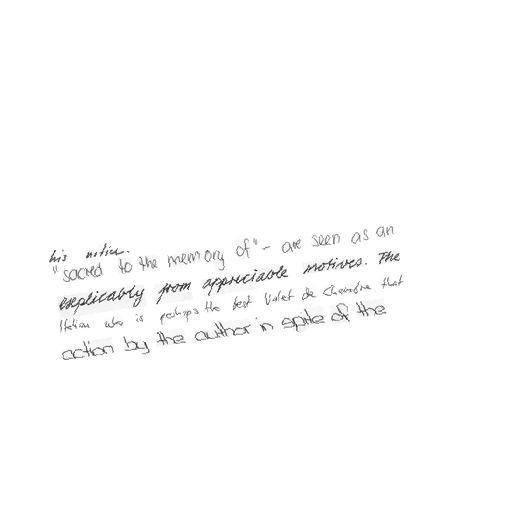 his notice.
"sacred to the memory of" - are seen as an
explicably from appreciable motives. The
Italian who is perhaps the best Valet de Chambre that
action by the author in spite of the